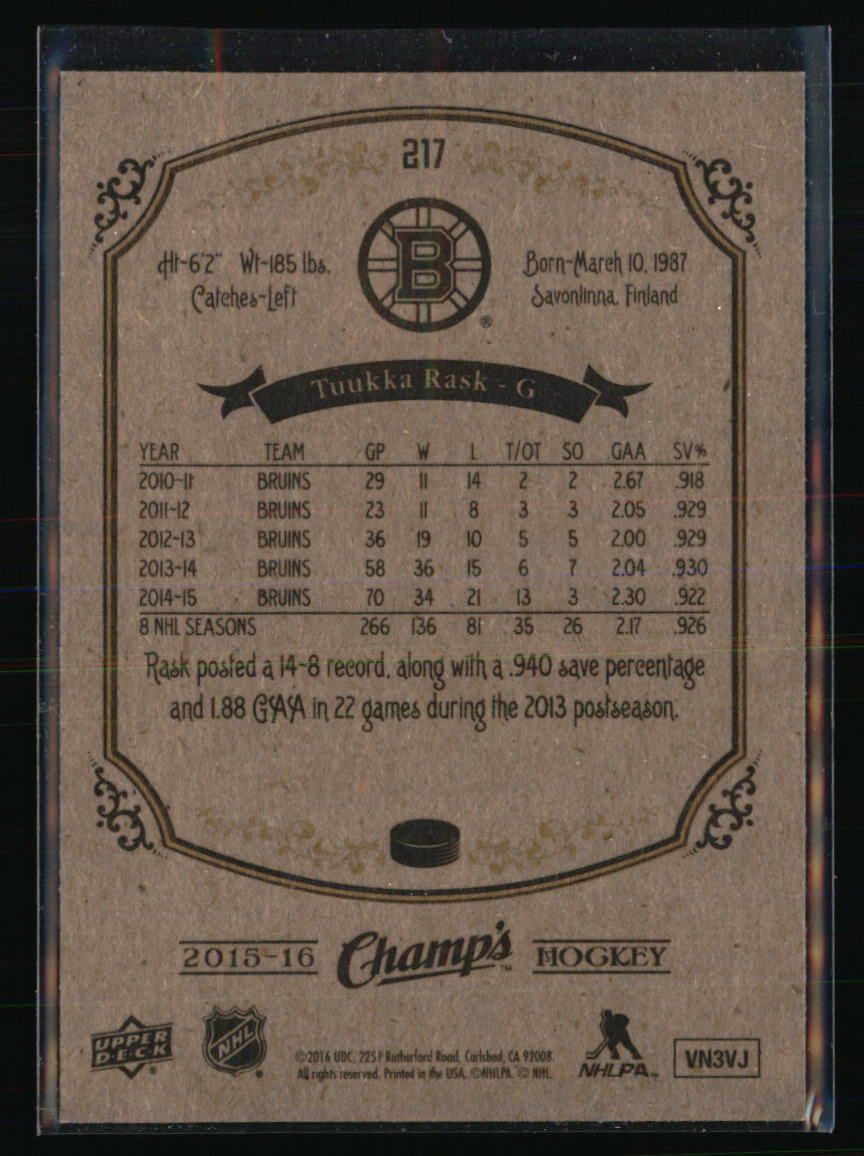 217
Ht-6'2" Wt-185 lbs.
Catches-Left
B
®
Born-March 10, 1987
Savonlinna, Finland
Tuukka Rask - G
YEAR TEAM GP W L T/OT SO GAA SV%
2010-11 BRUINS 29 11 14 2 2 2.67 .918
2011-12 BRUINS 23 11 8 3 3 2.05 .929
2012-13 BRUINS 36 19 10 5 5 2.00 .929
2013-14 BRUINS 58 36 15 6 7 2.04 .930
2014-15 BRUINS 70 34 21 13 3 2.30 .922
8 NHL SEASONS 266 136 81 35 26 2.17 .926
Rask posted a 14-8 record, along with a .940 save percentage
and 1.88 GAA in 22 games during the 2013 postseason.
2015-16 Champ's™ HOCKEY
UPPER DECK
NHL®
©2016 UDC, 2251 Rutherford Road, Carlsbad, CA 92008.
All rights reserved. Printed in the USA. ©NHLPA. © NHL.
NHLPA™
VN3VJ